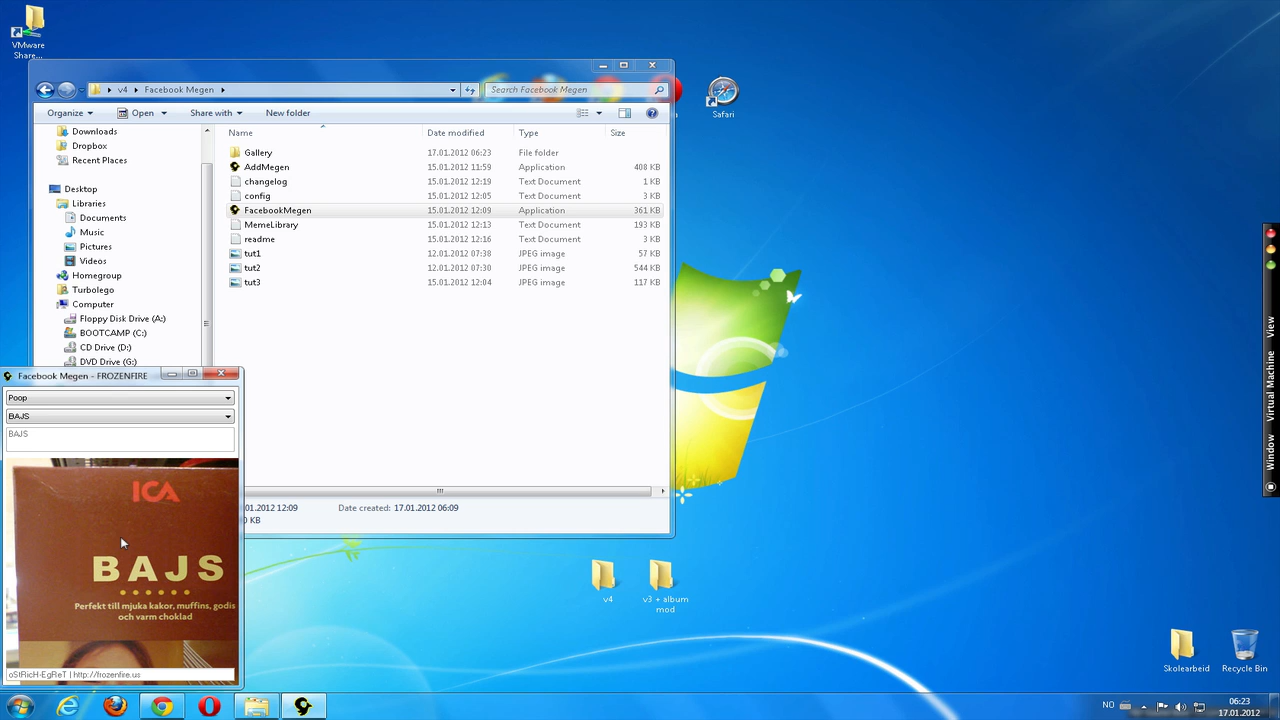 VMware
Share...
v4
Facebook Megen
Search Facebook Megen
Safari
Organize
Open
Share with
New folder
Name
Date modified
Type
Size
Downloads
Dropbox
Recent Places
Desktop
Libraries
Documents
Music
Pictures
Videos
Homegroup
Turbolego
Computer
Floppy Disk Drive (A:)
BOOTCAMP (C:)
CD Drive (D:)
DVD Drive (G:)
Gallery 17.01.2012 06:23 File folder
AddMegen 15.01.2012 11:59 Application 408 KB
changelog 15.01.2012 12:19 Text Document 1 KB
config 15.01.2012 12:05 Text Document 3 KB
FacebookMegen 15.01.2012 12:09 Application 361 KB
MemeLibrary 15.01.2012 12:13 Text Document 193 KB
readme 15.01.2012 12:16 Text Document 3 KB
tut1 12.01.2012 07:38 JPEG image 57 KB
tut2 12.01.2012 07:30 JPEG image 544 KB
tut3 15.01.2012 12:04 JPEG image 117 KB
.01.2012 12:09 Date created: 17.01.2012 06:09
KB
Facebook Megen - FROZENFIRE
Poop
BAJS
BAJS
ICA
BAJS
Perfekt till mjuka kakor, muffins, godis
och varm choklad
oStRicH-EgReT | http://frozenfire.us
v4
v3 + album
mod
View
Virtual Machine
Window
Skolearbeid
Recycle Bin
NO
06:23
17.01.2012